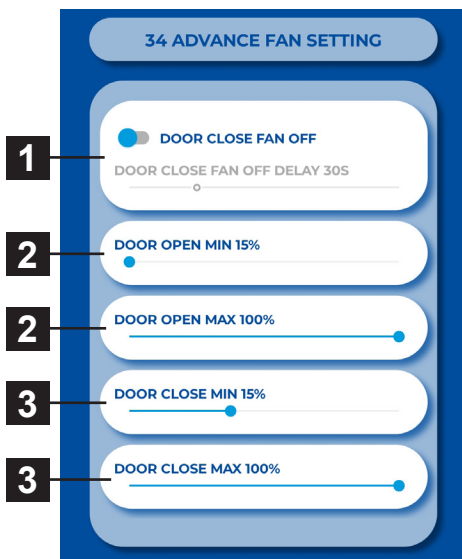 34 ADVANCE FAN SETTING
1
DOOR CLOSE FAN OFF
DOOR CLOSE FAN OFF DELAY 30S
2
DOOR OPEN MIN 15%
2
DOOR OPEN MAX 100%
3
DOOR CLOSE MIN 15%
3
DOOR CLOSE MAX 100%